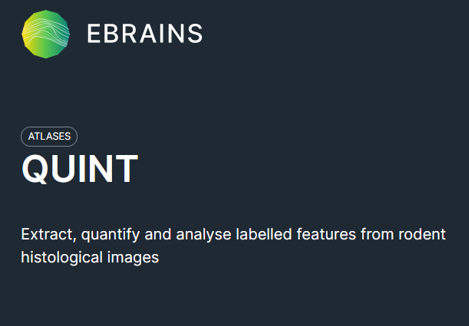 EBRAINS
ATLASES
QUINT
Extract, quantify and analyse labelled features from rodent
histological images